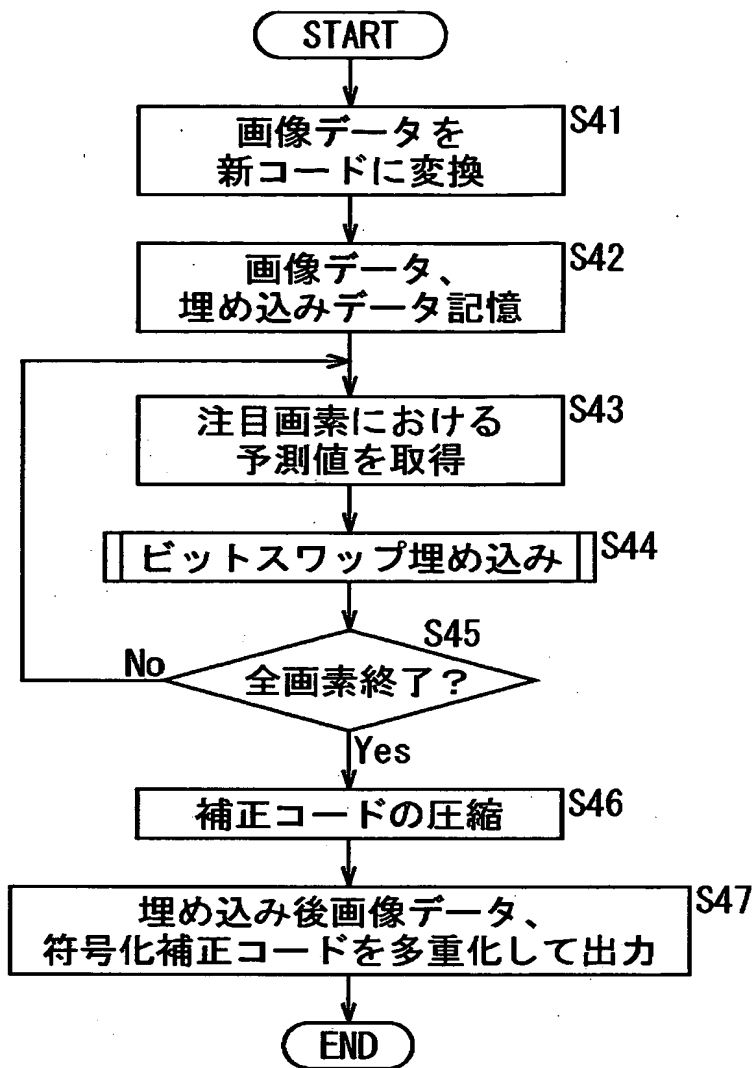 START
画像データを
新コードに変換
S41
画像データ、
埋め込みデータ記憶
S42
注目画素における
予測値を取得
S43
ビットスワップ埋め込み
S44
S45
No
全画素終了？
Yes
補正コードの圧縮
S46
埋め込み後画像データ、
符号化補正コードを多重化して出力
S47
END